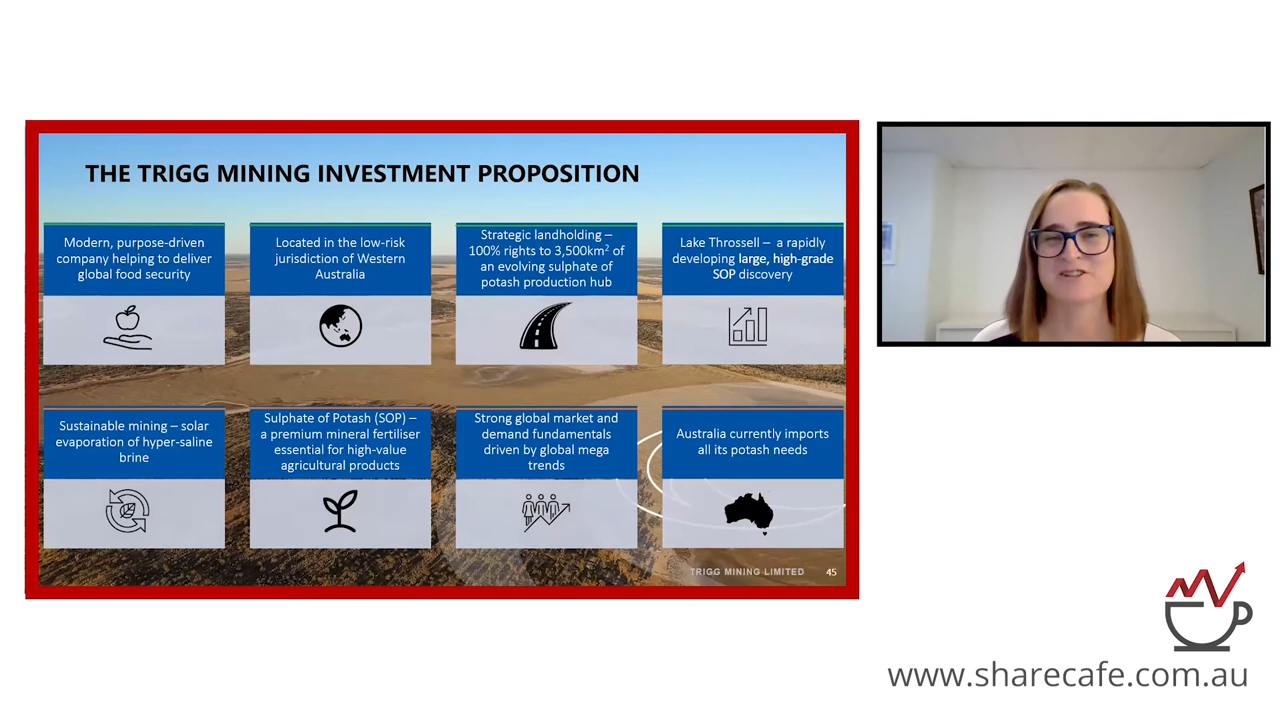 THE TRIGG MINING INVESTMENT PROPOSITION
Modern, purpose-driven
company helping to deliver
global food security
Located in the low-risk
jurisdiction of Western
Australia
Strategic landholding –
100% rights to 3,500km² of
an evolving sulphate of
potash production hub
Lake Throssell – a rapidly
developing large, high-grade
SOP discovery
Sustainable mining – solar
evaporation of hyper-saline
brine
Sulphate of Potash (SOP) –
a premium mineral fertiliser
essential for high-value
agricultural products
Strong global market and
demand fundamentals
driven by global mega
trends
Australia currently imports
all its potash needs
TRIGG MINING LIMITED 45
www.sharecafe.com.au